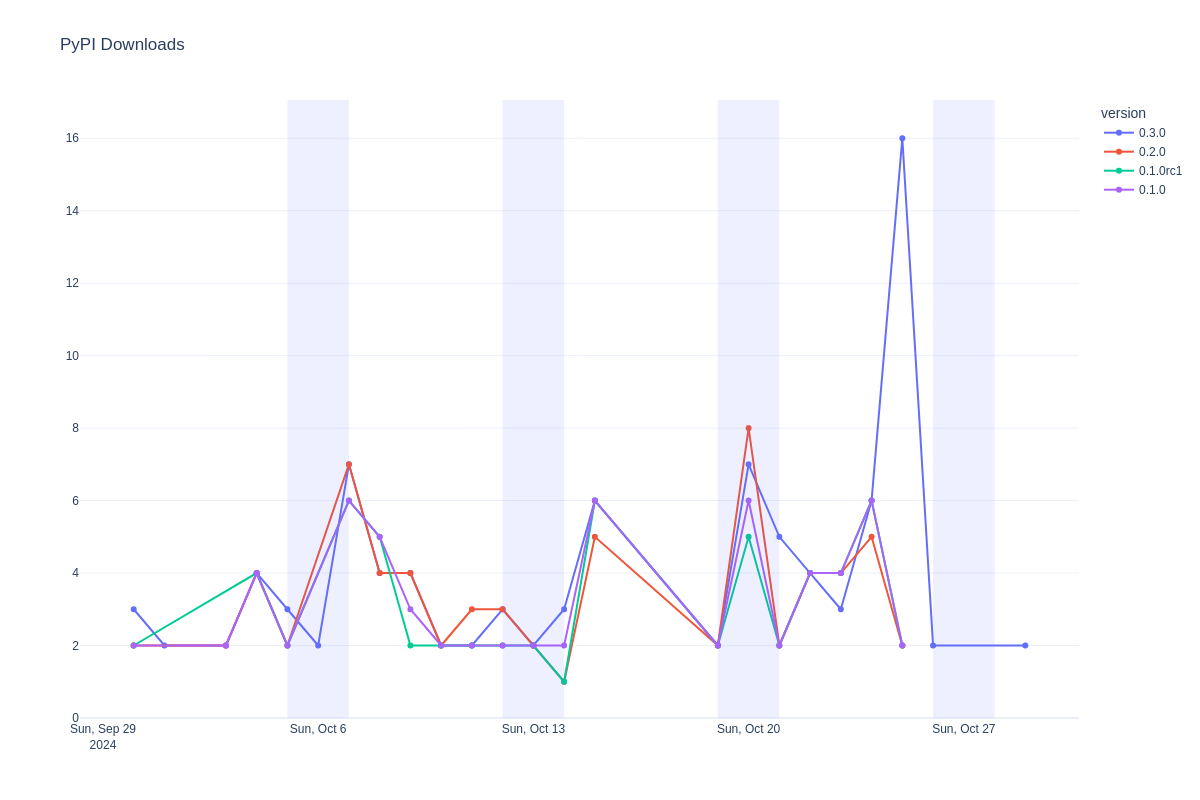 PyPI Downloads
version
0.3.0
0.2.0
0.1.0rc1
0.1.0
16
14
12
10
8
6
4
2
0
Sun, Sep 29
2024
Sun, Oct 6
Sun, Oct 13
Sun, Oct 20
Sun, Oct 27